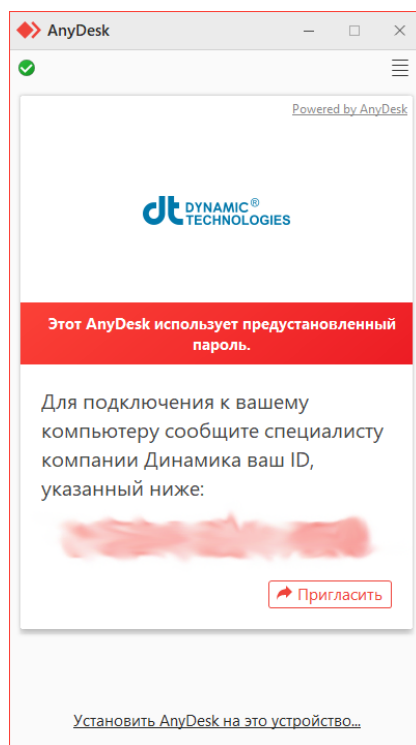 AnyDesk
Powered by AnyDesk
dt DYNAMIC®
TECHNOLOGIES
Этот AnyDesk использует предустановленный
пароль.
Для подключения к вашему
компьютеру сообщите специалисту
компании Динамика ваш ID,
указанный ниже:
Пригласить
Установить AnyDesk на это устройство...